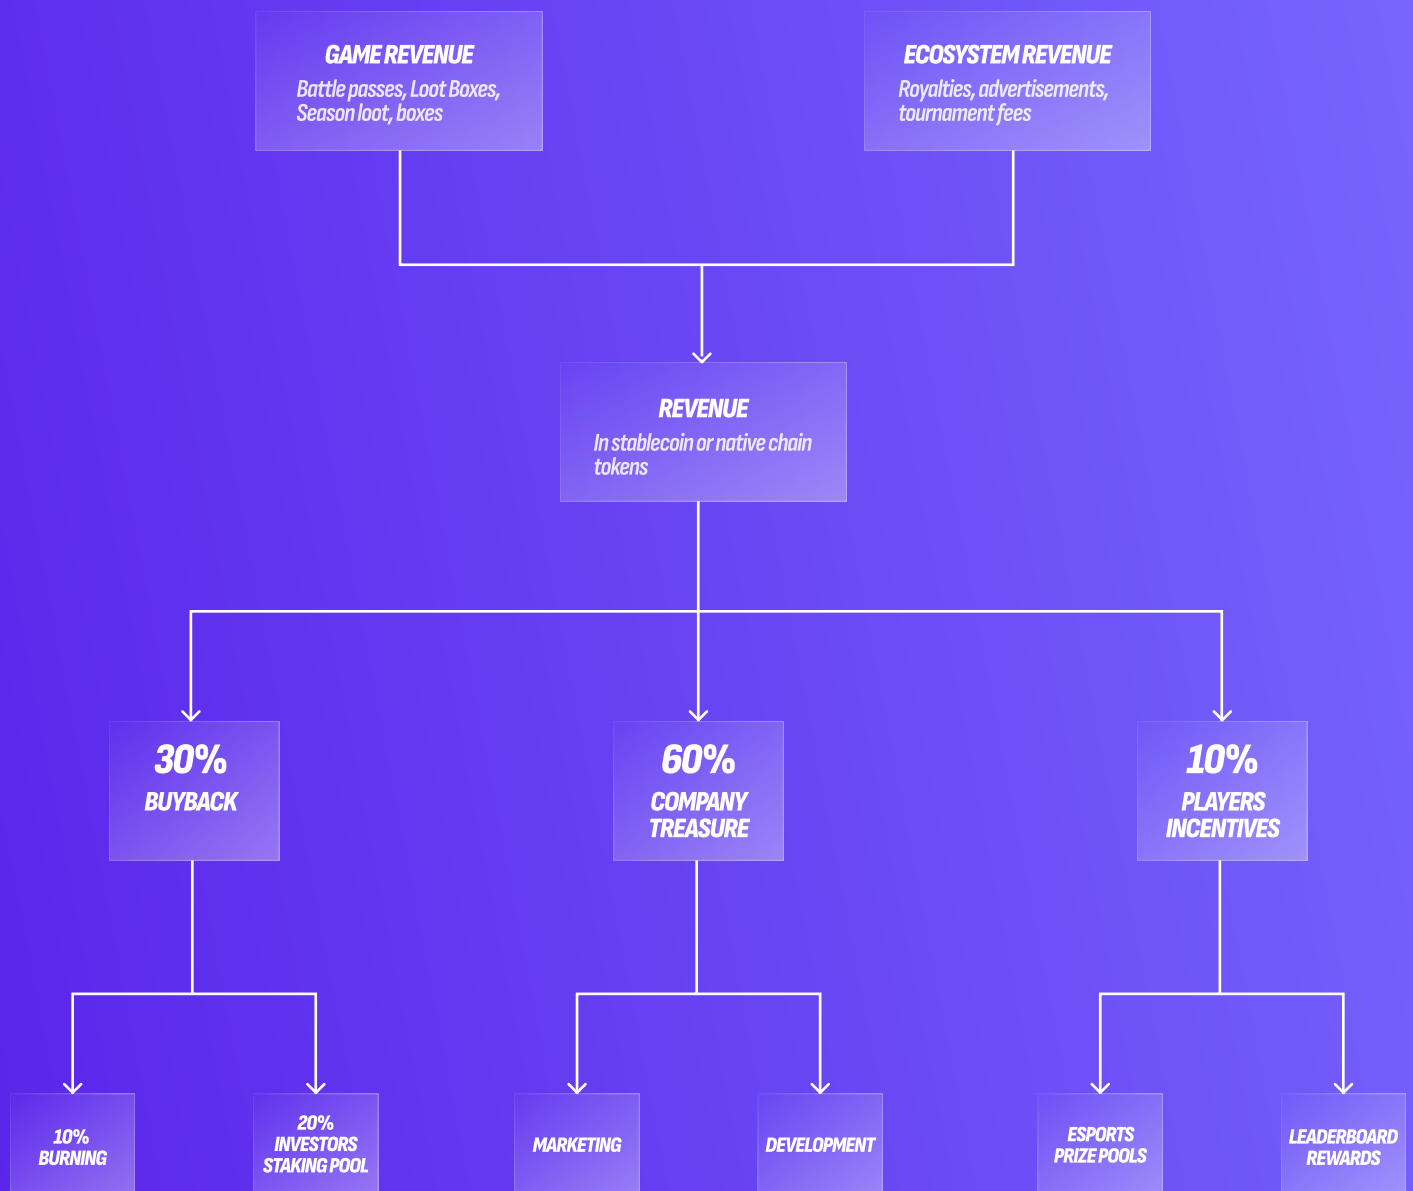 GAME REVENUE
Battle passes, Loot Boxes,
Season loot, boxes
ECOSYSTEM REVENUE
Royalties, advertisements,
tournament fees
REVENUE
In stablecoin or native chain
tokens
30%
BUYBACK
60%
COMPANY
TREASURE
10%
PLAYERS
INCENTIVES
10%
BURNING
20%
INVESTORS
STAKING POOL
MARKETING
DEVELOPMENT
ESPORTS
PRIZE POOLS
LEADERBOARD
REWARDS